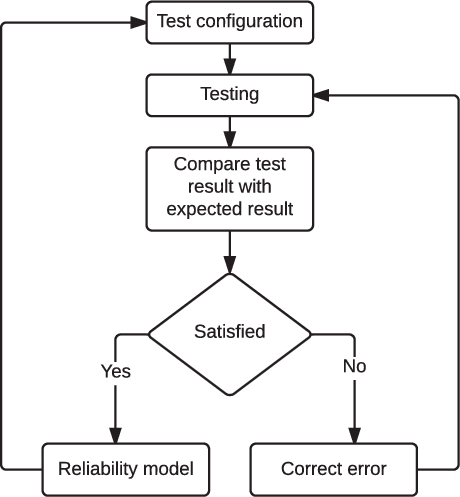 Test configuration
Testing
Compare test
result with
expected result
Satisfied
Yes
No
Reliability model
Correct error